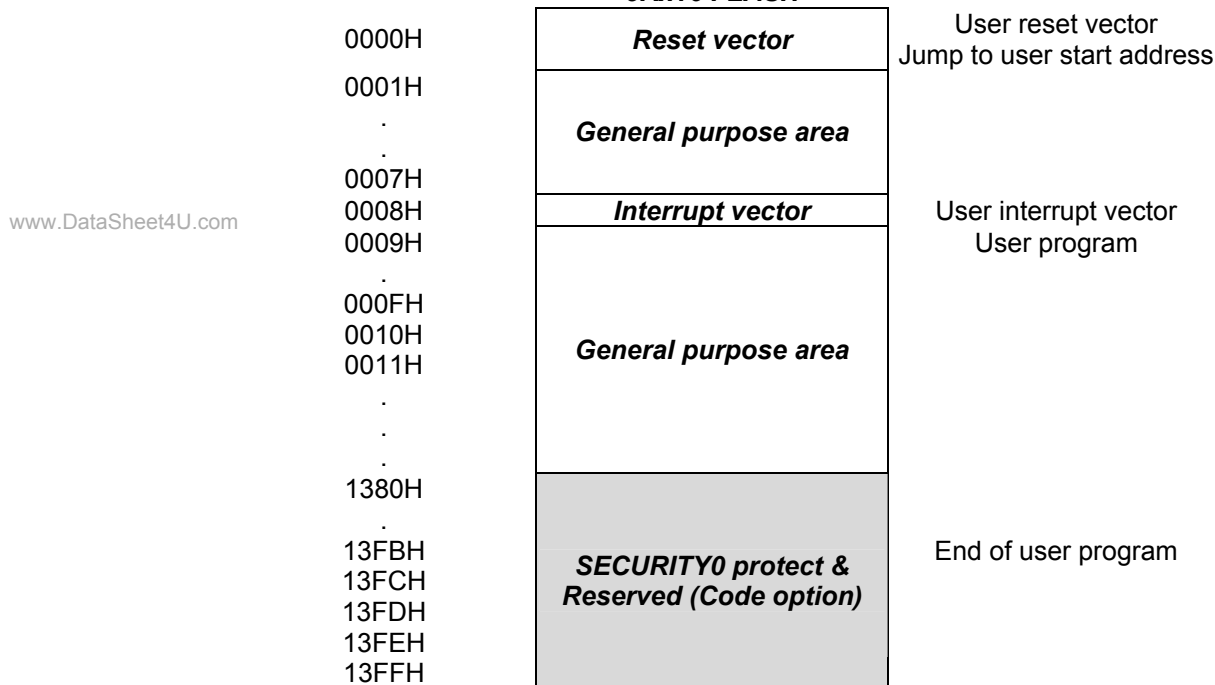 0000H Reset vector User reset vector
Jump to user start address
0001H
.
General purpose area
.
0007H
www.DataSheet4U.com 0008H Interrupt vector User interrupt vector
0009H User program
.
000FH
0010H
General purpose area
0011H
.
.
.
1380H
.
13FBH End of user program
SECURITY0 protect &
13FCH
Reserved (Code option)
13FDH
13FEH
13FFH